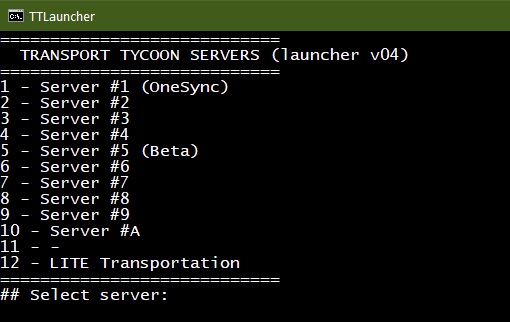 TTLauncher
============================
TRANSPORT TYCOON SERVERS (launcher v04)
============================
1 - Server #1 (OneSync)
2 - Server #2
3 - Server #3
4 - Server #4
5 - Server #5 (Beta)
6 - Server #6
7 - Server #7
8 - Server #8
9 - Server #9
10 - Server #A
11 - -
12 - LITE Transportation
============================
## Select server: